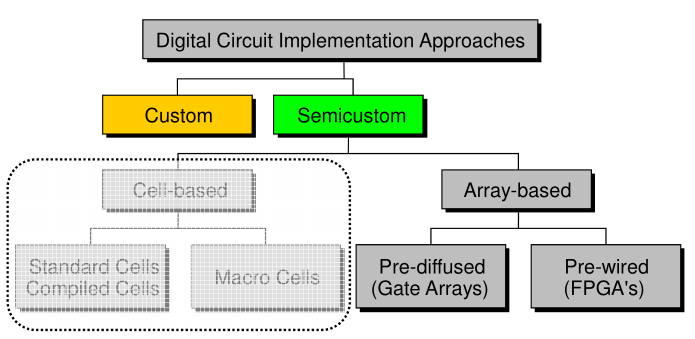 Digital Circuit Implementation Approaches
Custom
Semicustom
Cell-based
Array-based
Standard Cells
Compiled Cells
Macro Cells
Pre-diffused
(Gate Arrays)
Pre-wired
(FPGA's)